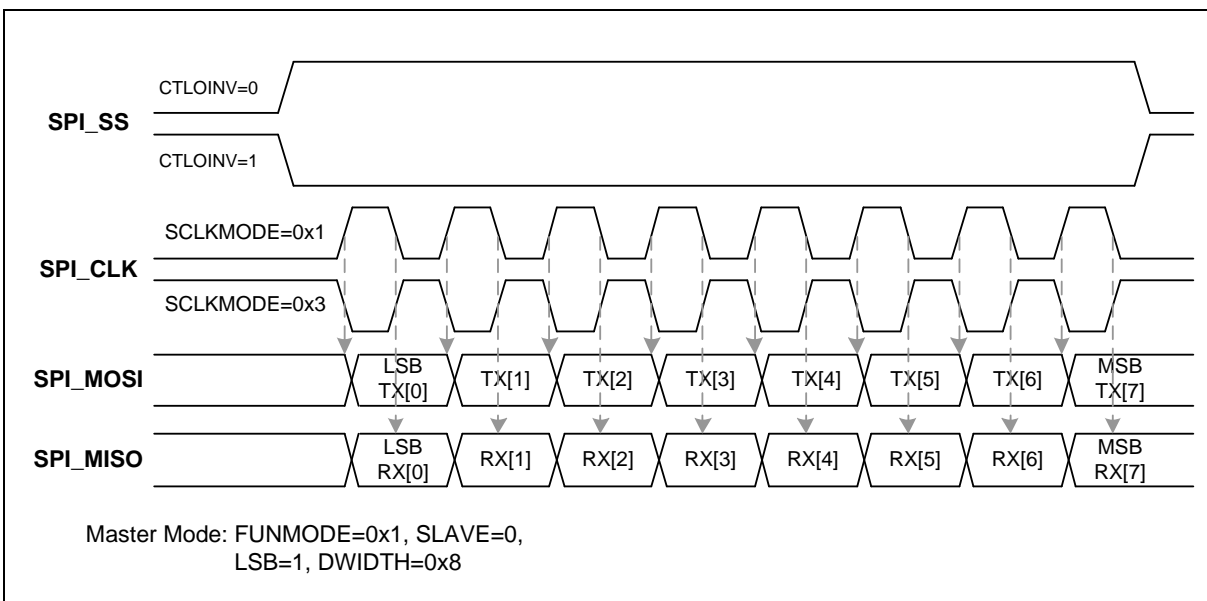 CTLOINV=0
SPI_SS
CTLOINV=1
SCLKMODE=0x1
SPI_CLK
SCLKMODE=0x3
SPI_MOSI
LSB
TX[0]
TX[1]
TX[2]
TX[3]
TX[4]
TX[5]
TX[6]
MSB
TX[7]
SPI_MISO
LSB
RX[0]
RX[1]
RX[2]
RX[3]
RX[4]
RX[5]
RX[6]
MSB
RX[7]
Master Mode: FUNMODE=0x1, SLAVE=0,
LSB=1, DWIDTH=0x8